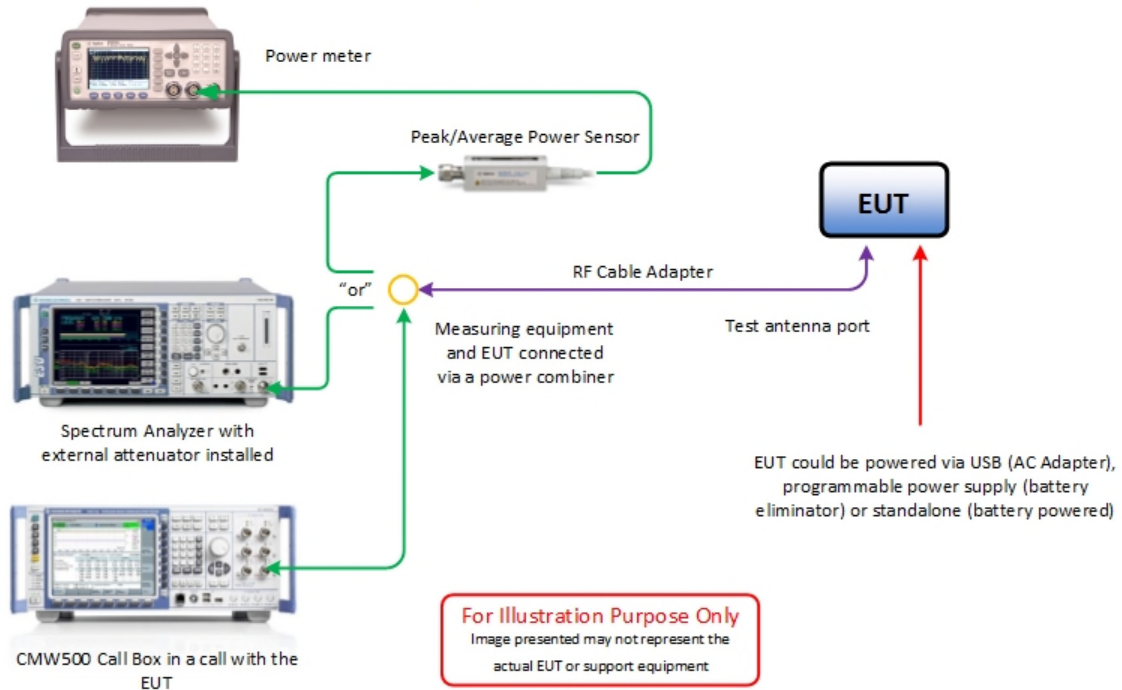 Power meter
Peak/Average Power Sensor
EUT
RF Cable Adapter
"or"
Measuring equipment
and EUT connected
via a power combiner
Test antenna port
Spectrum Analyzer with
external attenuator installed
EUT could be powered via USB (AC Adapter),
programmable power supply (battery
eliminator) or standalone (battery powered)
For Illustration Purpose Only
Image presented may not represent the
actual EUT or support equipment
CMW500 Call Box in a call with the
EUT